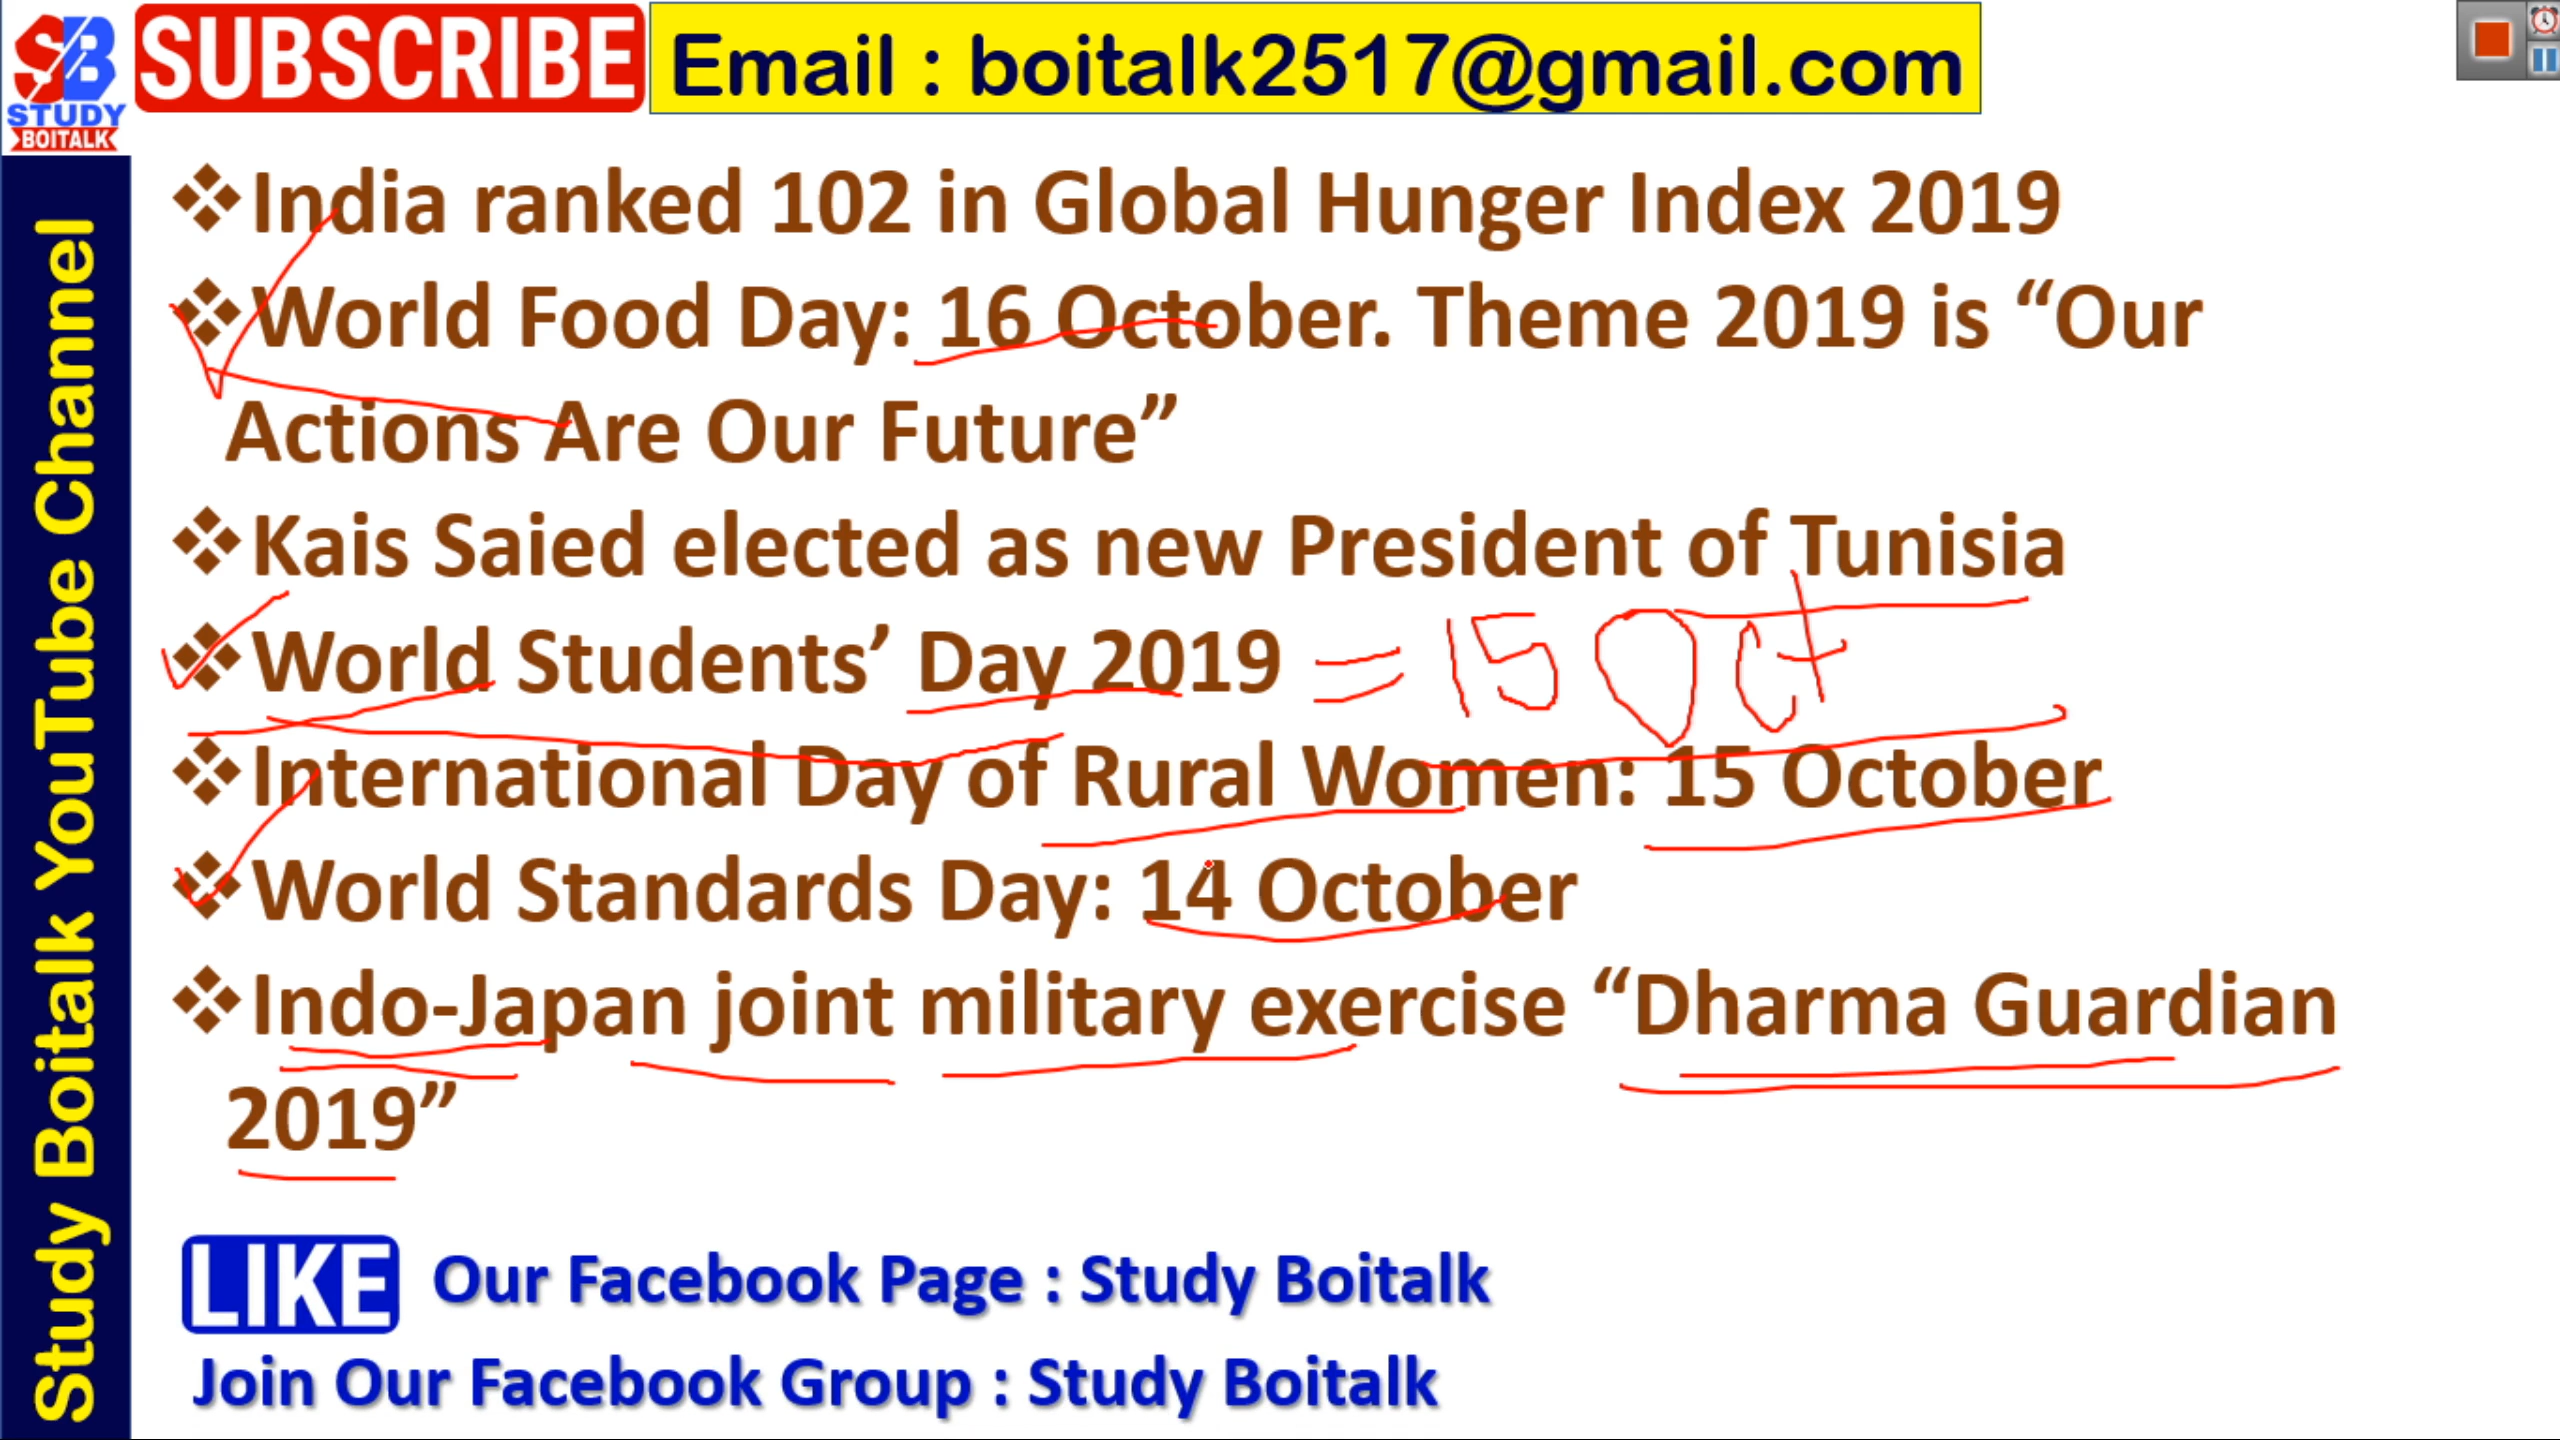 SB
STUDY
BOITALK
SUBSCRIBE
Email : boitalk2517@gmail.com
Study Boitalk YouTube Channel
❖India ranked 102 in Global Hunger Index 2019
❖World Food Day: 16 October. Theme 2019 is “Our
Actions Are Our Future”
❖Kais Saied elected as new President of Tunisia
❖World Students’ Day 2019 = 15 Oct
❖International Day of Rural Women: 15 October
❖World Standards Day: 14 October
❖Indo-Japan joint military exercise “Dharma Guardian
2019”
LIKE Our Facebook Page : Study Boitalk
Join Our Facebook Group : Study Boitalk